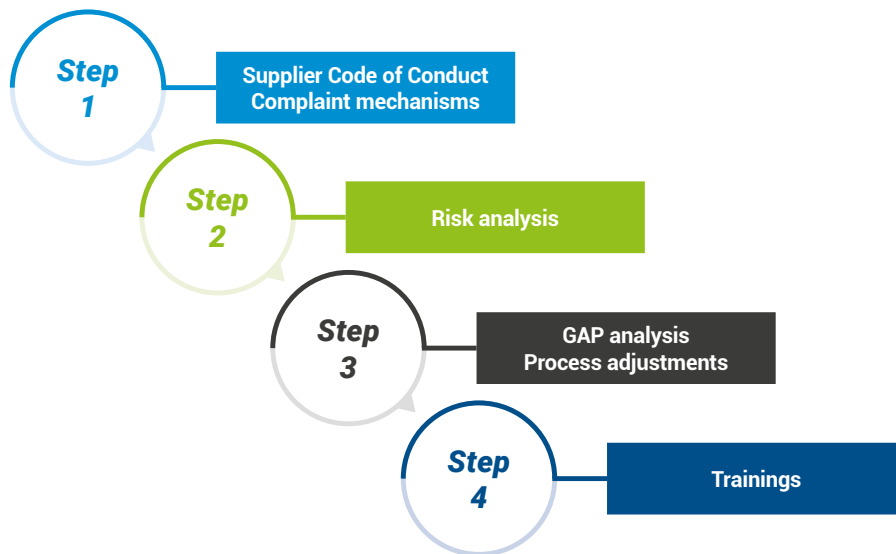 Step
1
Supplier Code of Conduct
Complaint mechanisms
Step
2
Risk analysis
Step
3
GAP analysis
Process adjustments
Step
4
Trainings